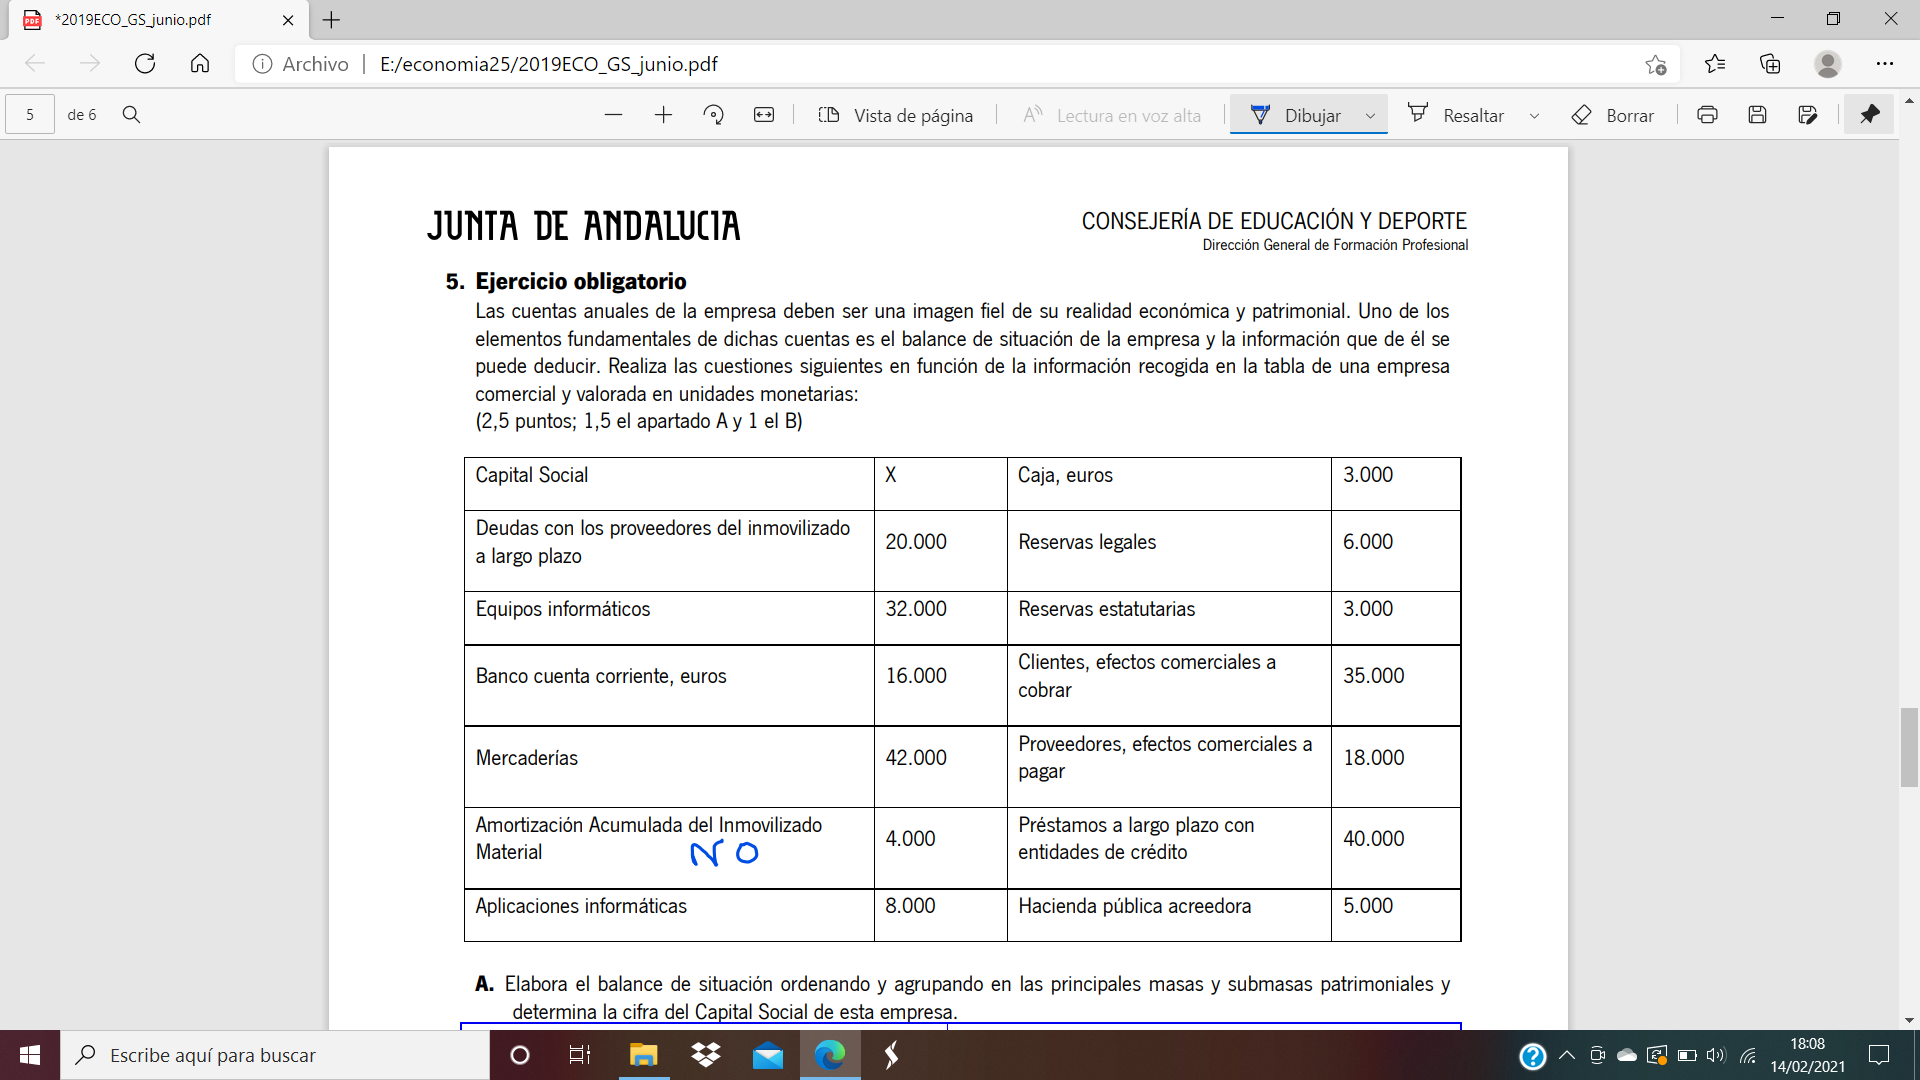 *2019ECO_GS_junio.pdf
Archivo | E:/economia25/2019ECO_GS_junio.pdf
5 de 6 Vista de página Lectura en voz alta Dibujar Resaltar Borrar
JUNTA DE ANDALUCIA
CONSEJERÍA DE EDUCACIÓN Y DEPORTE
Dirección General de Formación Profesional
5. Ejercicio obligatorio
Las cuentas anuales de la empresa deben ser una imagen fiel de su realidad económica y patrimonial. Uno de los
elementos fundamentales de dichas cuentas es el balance de situación de la empresa y la información que de él se
puede deducir. Realiza las cuestiones siguientes en función de la información recogida en la tabla de una empresa
comercial y valorada en unidades monetarias:
(2,5 puntos; 1,5 el apartado A y 1 el B)
Capital Social X Caja, euros 3.000
Deudas con los proveedores del inmovilizado
a largo plazo
20.000 Reservas legales 6.000
Equipos informáticos 32.000 Reservas estatutarias 3.000
Banco cuenta corriente, euros 16.000
Clientes, efectos comerciales a
cobrar
35.000
Mercaderías 42.000
Proveedores, efectos comerciales a
pagar
18.000
Amortización Acumulada del Inmovilizado
Material NO
4.000
Préstamos a largo plazo con
entidades de crédito
40.000
Aplicaciones informáticas 8.000 Hacienda pública acreedora 5.000
A. Elabora el balance de situación ordenando y agrupando en las principales masas y submasas patrimoniales y
determina la cifra del Capital Social de esta empresa.
Escribe aquí para buscar
18:08
14/02/2021